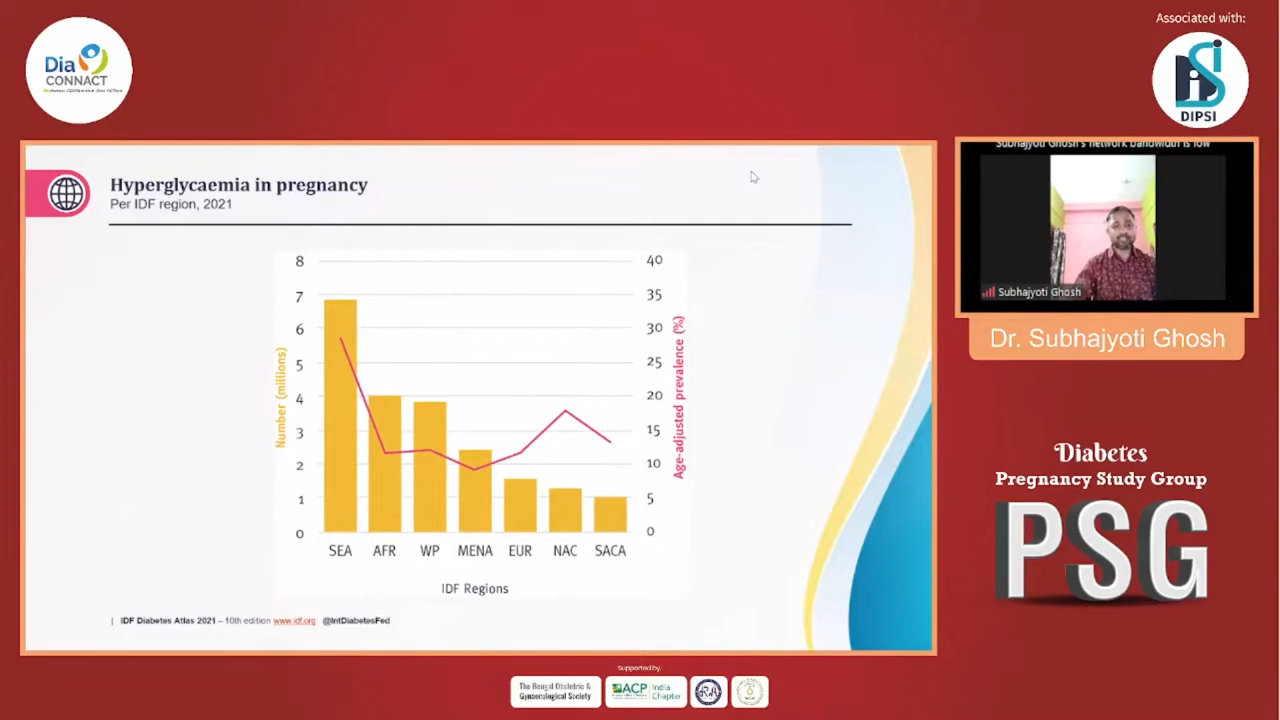 Associated with:
Dia
CONNACT
DIPSI
Subhajyoti Ghosh's network bandwidth is low
Hyperglycaemia in pregnancy
Per IDF region, 2021
8
7
6
5
4
3
2
1
0
Number (millions)
40
35
30
25
20
15
10
5
0
Age-adjusted prevalence (%)
SEA AFR WP MENA EUR NAC SACA
IDF Regions
| IDF Diabetes Atlas 2021 – 10th edition www.idf.org @IntDiabetesFed
Subhajyoti Ghosh
Dr. Subhajyoti Ghosh
Diabetes
Pregnancy Study Group
PSG
Supported by:
The Bengal Obstetric &
Gynaecological Society
ACP India
Chapter